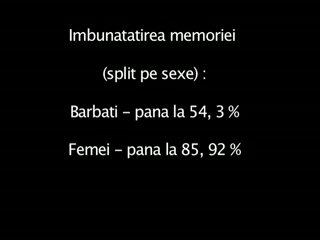 Imbunatatirea memoriei
(split pe sexe) :
Barbati - pana la 54, 3 %
Femei - pana la 85, 92 %